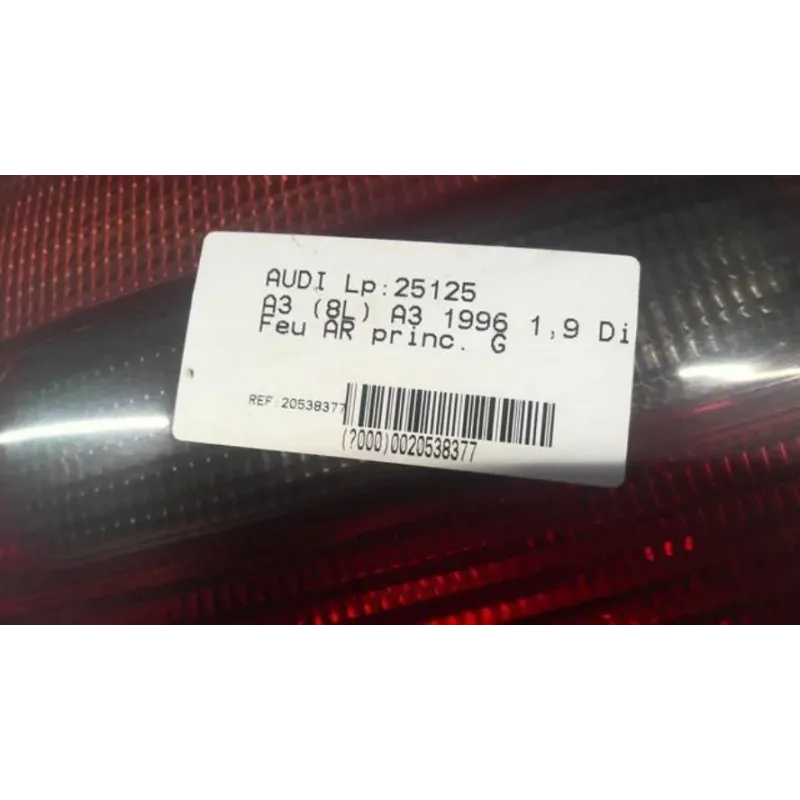 AUDI Lp:25125
A3 (8L) A3 1996 1,9 Di
Feu AR princ. G
REF:20538377
(?000)0020538377